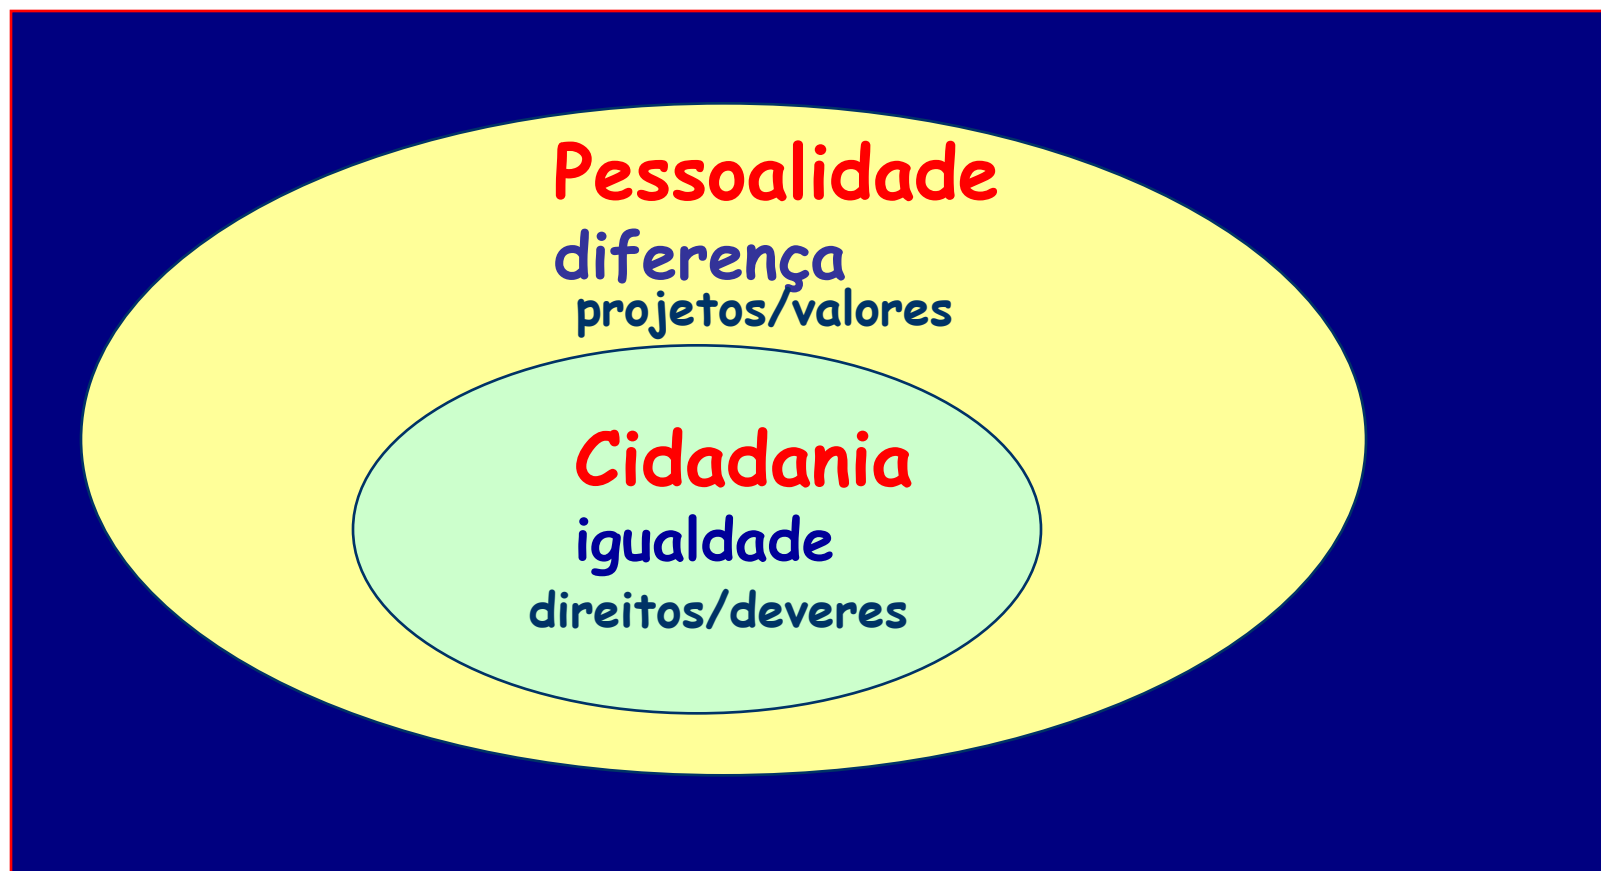 Pessoalidade
diferença
projetos/valores
Cidadania
igualdade
direitos/deveres